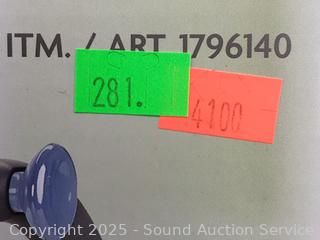 ITM. / ART. 1796140
281.
4100
Copyright 2025 - Sound Auction Service